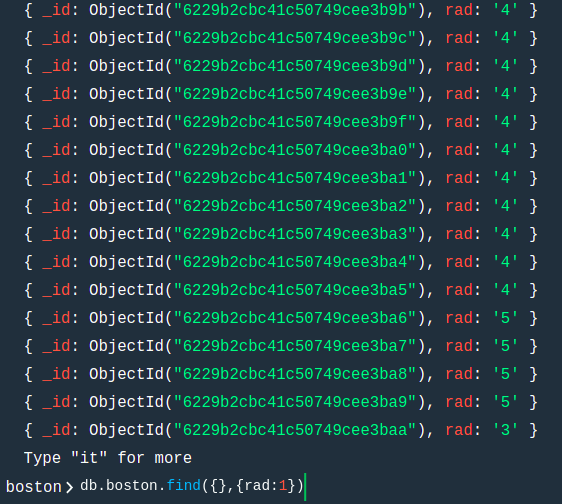 { _id: ObjectId("6229b2cbc41c50749cee3b9b"), rad: '4' }
{ _id: ObjectId("6229b2cbc41c50749cee3b9c"), rad: '4' }
{ _id: ObjectId("6229b2cbc41c50749cee3b9d"), rad: '4' }
{ _id: ObjectId("6229b2cbc41c50749cee3b9e"), rad: '4' }
{ _id: ObjectId("6229b2cbc41c50749cee3b9f"), rad: '4' }
{ _id: ObjectId("6229b2cbc41c50749cee3ba0"), rad: '4' }
{ _id: ObjectId("6229b2cbc41c50749cee3ba1"), rad: '4' }
{ _id: ObjectId("6229b2cbc41c50749cee3ba2"), rad: '4' }
{ _id: ObjectId("6229b2cbc41c50749cee3ba3"), rad: '4' }
{ _id: ObjectId("6229b2cbc41c50749cee3ba4"), rad: '4' }
{ _id: ObjectId("6229b2cbc41c50749cee3ba5"), rad: '4' }
{ _id: ObjectId("6229b2cbc41c50749cee3ba6"), rad: '5' }
{ _id: ObjectId("6229b2cbc41c50749cee3ba7"), rad: '5' }
{ _id: ObjectId("6229b2cbc41c50749cee3ba8"), rad: '5' }
{ _id: ObjectId("6229b2cbc41c50749cee3ba9"), rad: '5' }
{ _id: ObjectId("6229b2cbc41c50749cee3baa"), rad: '3' }
Type "it" for more
boston> db.boston.find({},{rad:1})